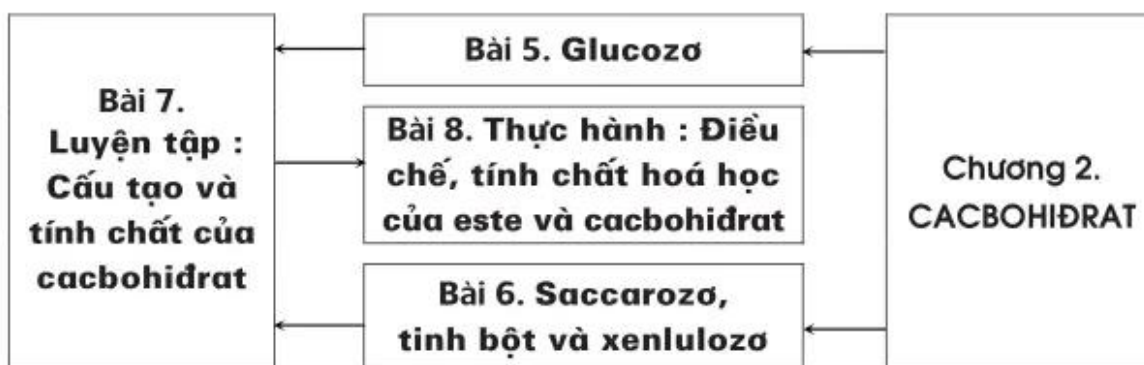 Bài 7.
Luyện tập :
Cấu tạo và
tính chất của
cacbohiđrat
Bài 5. Glucozơ
Bài 8. Thực hành : Điều
chế, tính chất hoá học
của este và cacbohiđrat
Bài 6. Saccarozơ,
tinh bột và xenlulozơ
Chương 2.
CACBOHIĐRAT